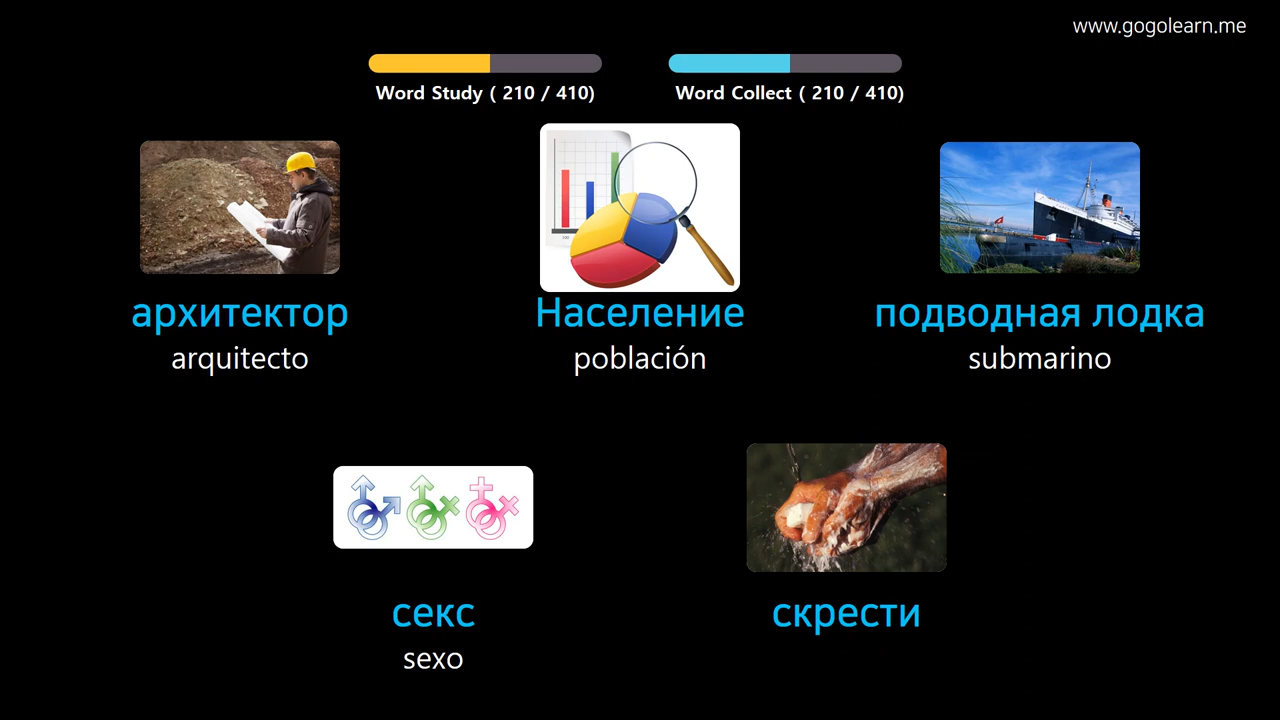 www.gogolearn.me
Word Study ( 210 / 410)
Word Collect ( 210 / 410)
архитектор
arquitecto
Население
población
подводная лодка
submarino
секс
sexo
скрести